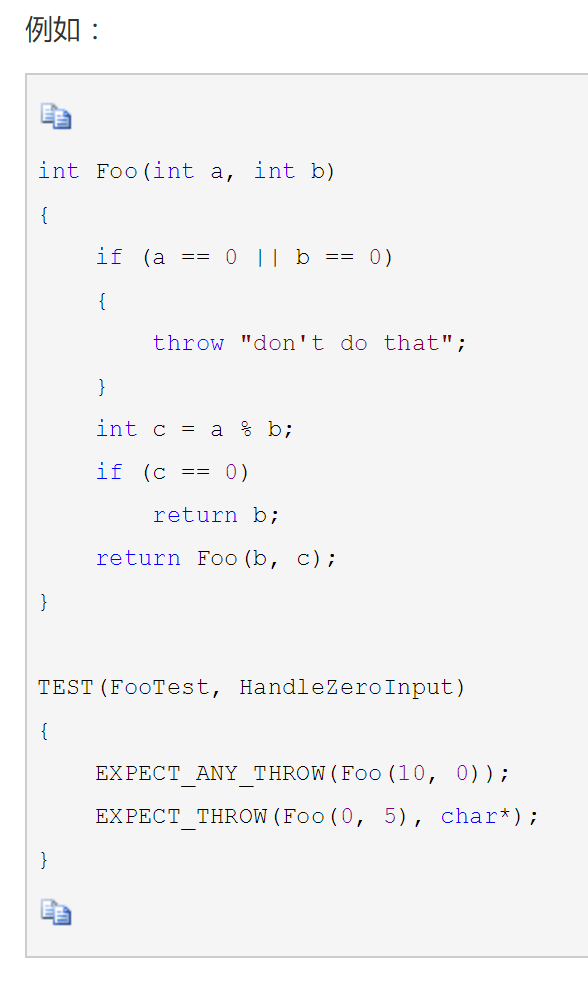 例如：
int Foo(int a, int b)
{
    if (a == 0 || b == 0)
    {
        throw "don't do that";
    }
    int c = a % b;
    if (c == 0)
        return b;
    return Foo(b, c);
}
TEST(FooTest, HandleZeroInput)
{
    EXPECT_ANY_THROW(Foo(10, 0));
    EXPECT_THROW(Foo(0, 5), char*);
}